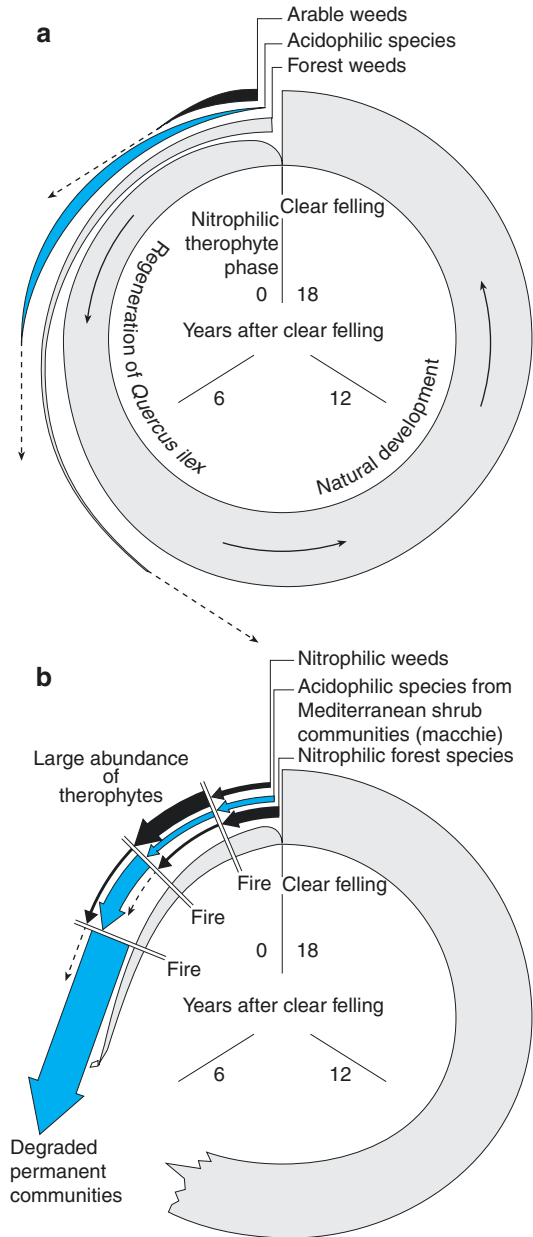 a
Arable weeds
Acidophilic species
Forest weeds
Clear felling
Nitrophilic
therophyte
phase
0
18
Years after clear felling
6
12
Regeneration of Quercus ilex
Natural development
b
Nitrophilic weeds
Acidophilic species from
Mediterranean shrub
communities (macchie)
Nitrophilic forest species
Large abundance
of
therophytes
Fire
Clear felling
Fire
Fire
0
18
Years after clear felling
6
12
Degraded
permanent
communities